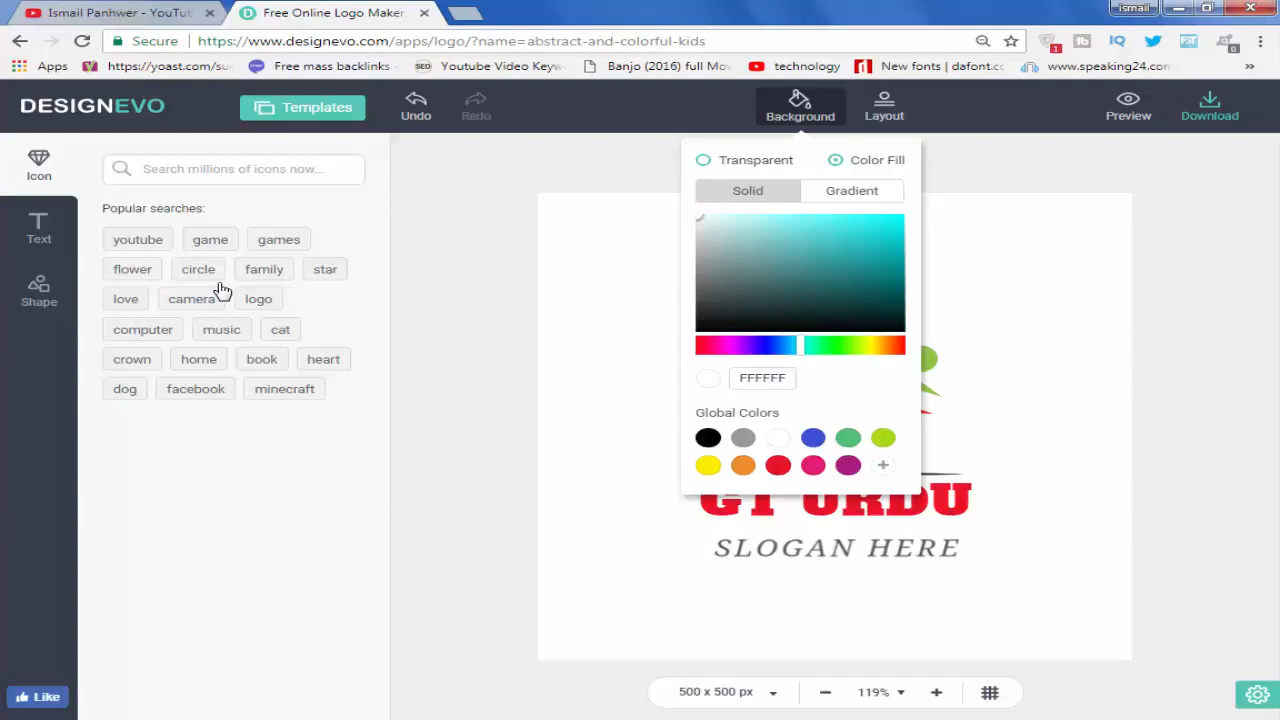 Ismail Panhwer - YouTut
Free Online Logo Maker,
ismail
Secure
https://www.designevo.com/apps/logo/?name=abstract-and-colorful-kids
Apps
https://yoast.com/su
Free mass backlinks
SEO
Youtube Video Keyw
Banjo (2016) full Mov
technology
New fonts | dafont.co
www.speaking24.com
»
DESIGNEVO
Templates
Undo
Redo
Background
Layout
Preview
Download
Icon
Text
Shape
Search millions of icons now...
Popular searches:
youtube
game
games
flower
circle
family
star
love
camera
logo
computer
music
cat
crown
home
book
heart
dog
facebook
minecraft
Transparent
Color Fill
Solid
Gradient
FFFFFF
Global Colors
GT URDU
SLOGAN HERE
Like
500 x 500 px
119%